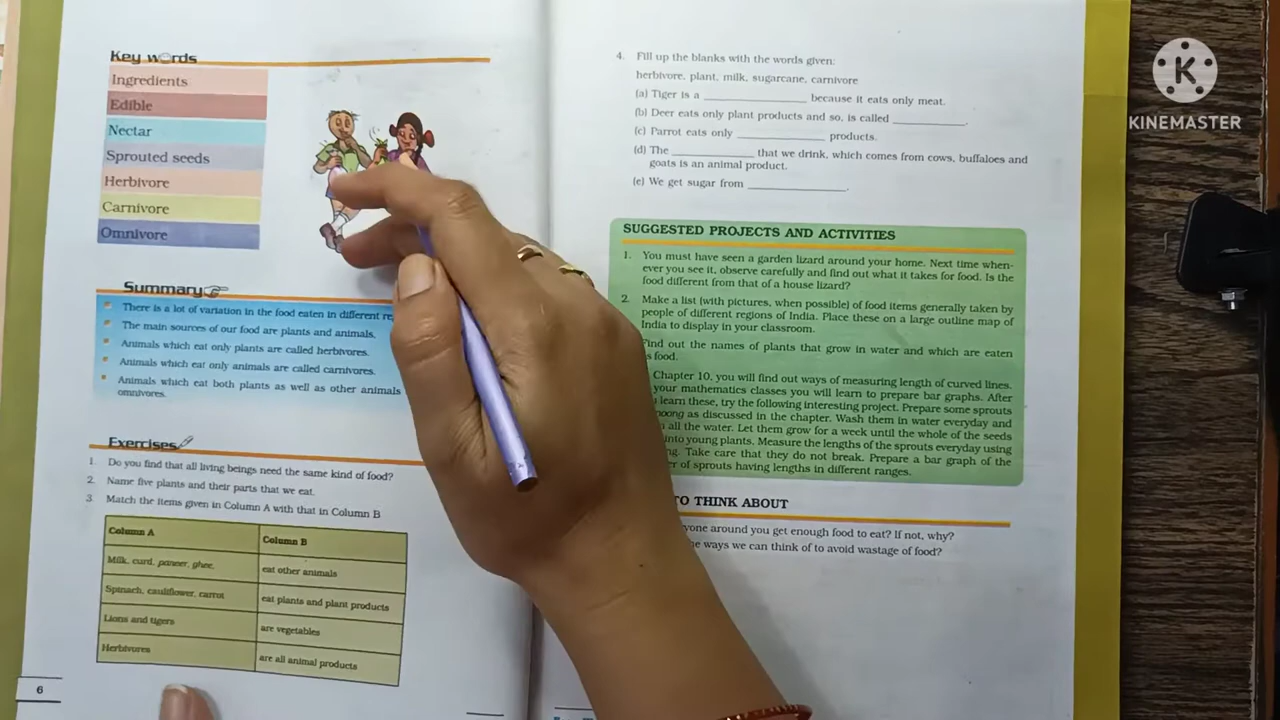 Key words
Ingredients
Edible
Nectar
Sprouted seeds
Herbivore
Carnivore
Omnivore
Summary
There is a lot of variation in the food eaten in different
The main sources of our food are plants and animals.
Animals which eat only plants are called herbivores.
Animals which eat only animals are called carnivores.
Animals which eat both plants as well as other animals
omnivores.
Exercises
1. Do you find that all living beings need the same kind of food?
2. Name five plants and their parts that we eat.
3. Match the items given in Column A with that in Column B
Column A Column B
Milk, curd, paneer, ghee, eat other animals
Spinach, cauliflower, carrot eat plants and plant products
Lions and tigers are vegetables
Herbivores are all animal products
6
4. Fill up the blanks with the words given:
herbivore, plant, milk, sugarcane, carnivore
(a) Tiger is a ____________ because it eats only meat.
(b) Deer eats only plant products and so, is called __________.
(c) Parrot eats only ____________ products.
(d) The ____________ that we drink, which comes from cows, buffaloes and
goats is an animal product.
(e) We get sugar from ____________.
SUGGESTED PROJECTS AND ACTIVITIES
1. You must have seen a garden lizard around your home. Next time when-
ever you see it, observe carefully and find out what it takes for food. Is the
food different from that of a house lizard?
2. Make a list (with pictures, when possible) of food items generally taken by
people of different regions of India. Place these on a large outline map of
India to display in your classroom.
Find out the names of plants that grow in water and which are eaten
food.
Chapter 10, you will find out ways of measuring length of curved lines.
your mathematics classes you will learn to prepare bar graphs. After
learn these, try the following interesting project. Prepare some sprouts
moong as discussed in the chapter. Wash them in water everyday and
all the water. Let them grow for a week until the whole of the seeds
into young plants. Measure the lengths of the sprouts everyday using
Take care that they do not break. Prepare a bar graph of the
of sprouts having lengths in different ranges.
TO THINK ABOUT
around you get enough food to eat? If not, why?
ways we can think of to avoid wastage of food?
K
KINEMASTER